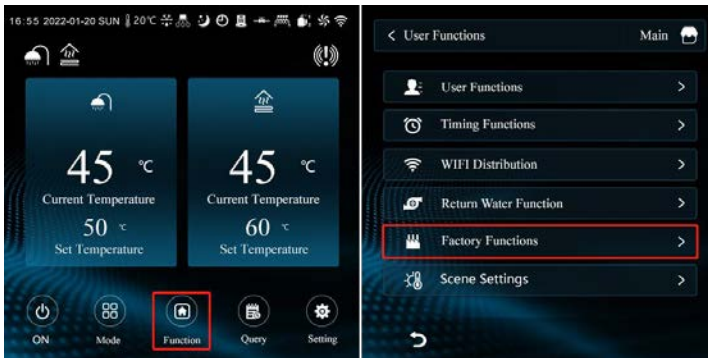 16:55 2022-01-20 SUN 20℃
45 ℃
Current Temperature
50 ℃
Set Temperature
45 ℃
Current Temperature
60 ℃
Set Temperature
ON
Mode
Function
Query
Setting
< User Functions Main
User Functions >
Timing Functions >
WIFI Distribution >
Return Water Function >
Factory Functions >
Scene Settings >